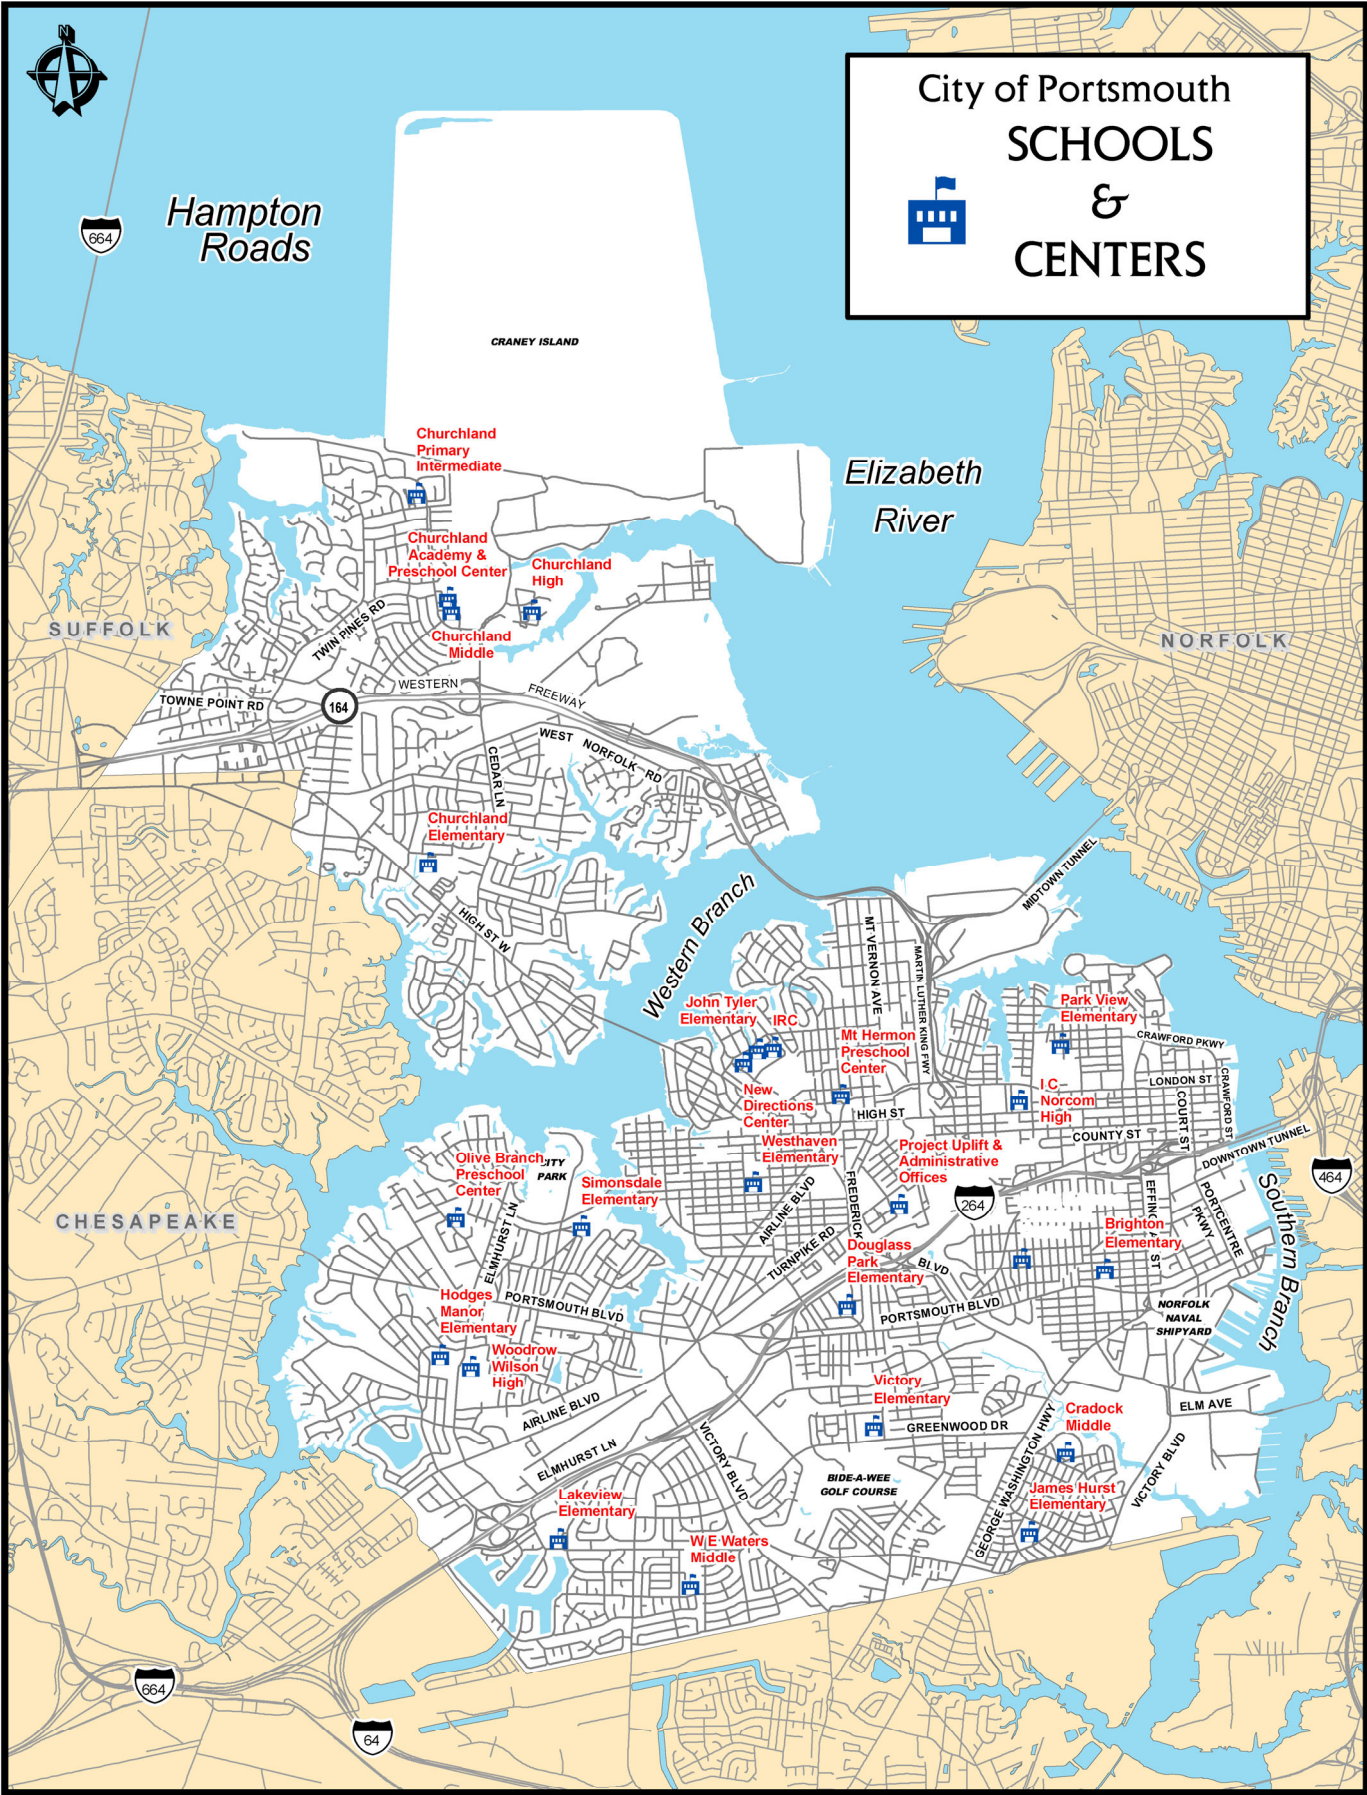 N
City of Portsmouth
SCHOOLS
&
CENTERS
664
Hampton
Roads
CRANEY ISLAND
Churchland
Primary
Intermediate
Elizabeth
River
Churchland
Academy &
Preschool Center
Churchland
High
SUFFOLK
TWIN PINES RD
Churchland
Middle
NORFOLK
WESTERN
FREEWAY
TOWNE POINT RD
164
WEST NORFOLK RD
CEDAR LN
Churchland
Elementary
MIDTOWN TUNNEL
HIGH ST W
Western Branch
MT VERNON AVE
MARTIN LUTHER KING FWY
John Tyler
Elementary
IRC
Park View
Elementary
Mt Hermon
Preschool
Center
CRAWFORD PKWY
New
Directions
Center
I C
Norcom
High
LONDON ST
COURT ST
CRAWFORD ST
HIGH ST
COUNTY ST
DOWNTOWN TUNNEL
Westhaven
Elementary
Project Uplift &
Administrative
Offices
Olive Branch
Preschool
Center
CITY
PARK
Simonsdale
Elementary
464
264
AIRLINE BLVD
FREDERICK
BLVD
EFFINGHAM ST
PORTCENTRE
PKWY
Southern Branch
CHESAPEAKE
ELMHURST LN
TURNPIKE RD
Brighton
Elementary
Douglass
Park
Elementary
Hodges
Manor
Elementary
PORTSMOUTH BLVD
PORTSMOUTH BLVD
NORFOLK
NAVAL
SHIPYARD
Woodrow
Wilson
High
Victory
Elementary
AIRLINE BLVD
GREENWOOD DR
Cradock
Middle
ELM AVE
ELMHURST LN
VICTORY BLVD
GEORGE WASHINGTON HWY
VICTORY BLVD
BIDE-A-WEE
GOLF COURSE
Lakeview
Elementary
James Hurst
Elementary
W E Waters
Middle
664
64